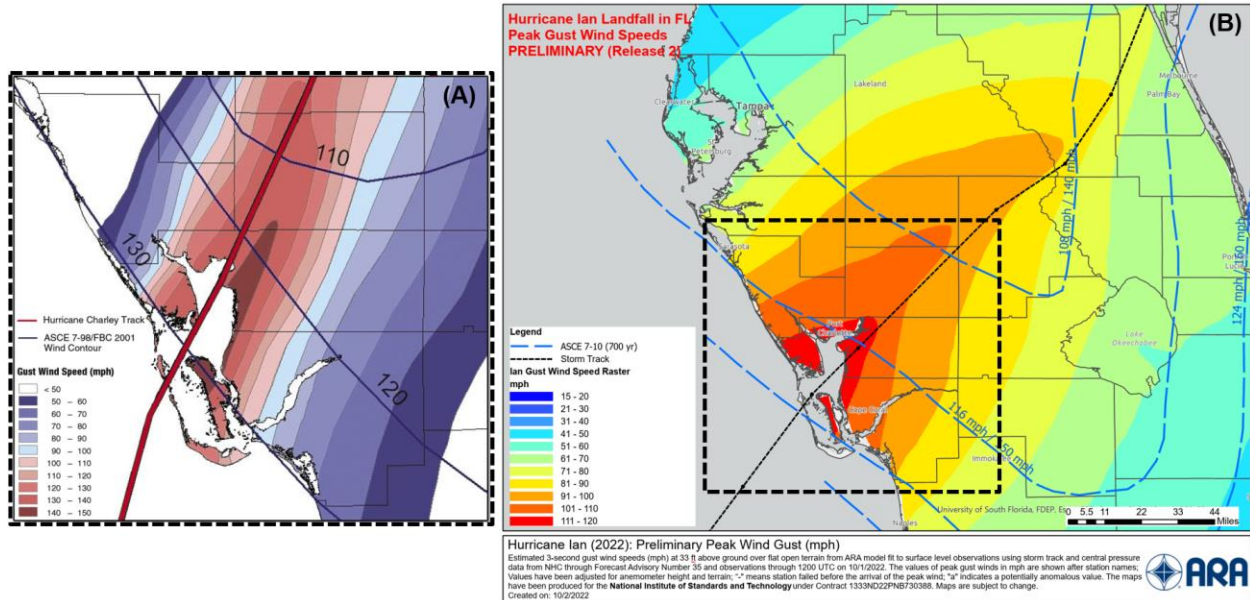 (A)
110
130
120
Hurricane Charley Track
ASCE 7-98/FBC 2001
Wind Contour
Gust Wind Speed (mph)
< 50
50 – 60
60 – 70
70 – 80
80 – 90
90 – 100
100 – 110
110 – 120
120 – 130
130 – 140
140 – 150
Hurricane Ian Landfall in FL
Peak Gust Wind Speeds
PRELIMINARY (Release 2)
(B)
Lakeland
Melbourne
Palm Bay
Clearwater
Tampa
St
Petersburg
108 mph / 140 mph
Sarasota
124 mph / 160 mph
Port
Charlotte
Lake
Okeechobee
Cape Coral
116 mph / 150 mph
Immokalee
Naples
Legend
ASCE 7-10 (700 yr)
Storm Track
Ian Gust Wind Speed Raster
mph
15 - 20
21 - 30
31 - 40
41 - 50
51 - 60
61 - 70
71 - 80
81 - 90
91 - 100
101 - 110
111 - 120
University of South Florida, FDEP, Es
0 5.5 11 22 33 44
Miles
Hurricane Ian (2022): Preliminary Peak Wind Gust (mph)
Estimated 3-second gust wind speeds (mph) at 33 ft above ground over flat open terrain from ARA model fit to surface level observations using storm track and central pressure
data from NHC through Forecast Advisory Number 35 and observations through 1200 UTC on 10/1/2022. The values of peak gust winds in mph are shown after station names;
Values have been adjusted for anemometer height and terrain; "-" means station failed before the arrival of the peak wind; "a" indicates a potentially anomalous value. The maps
have been produced for the National Institute of Standards and Technology under Contract 1333ND22PNB730388. Maps are subject to change.
Created on: 10/2/2022
ARA